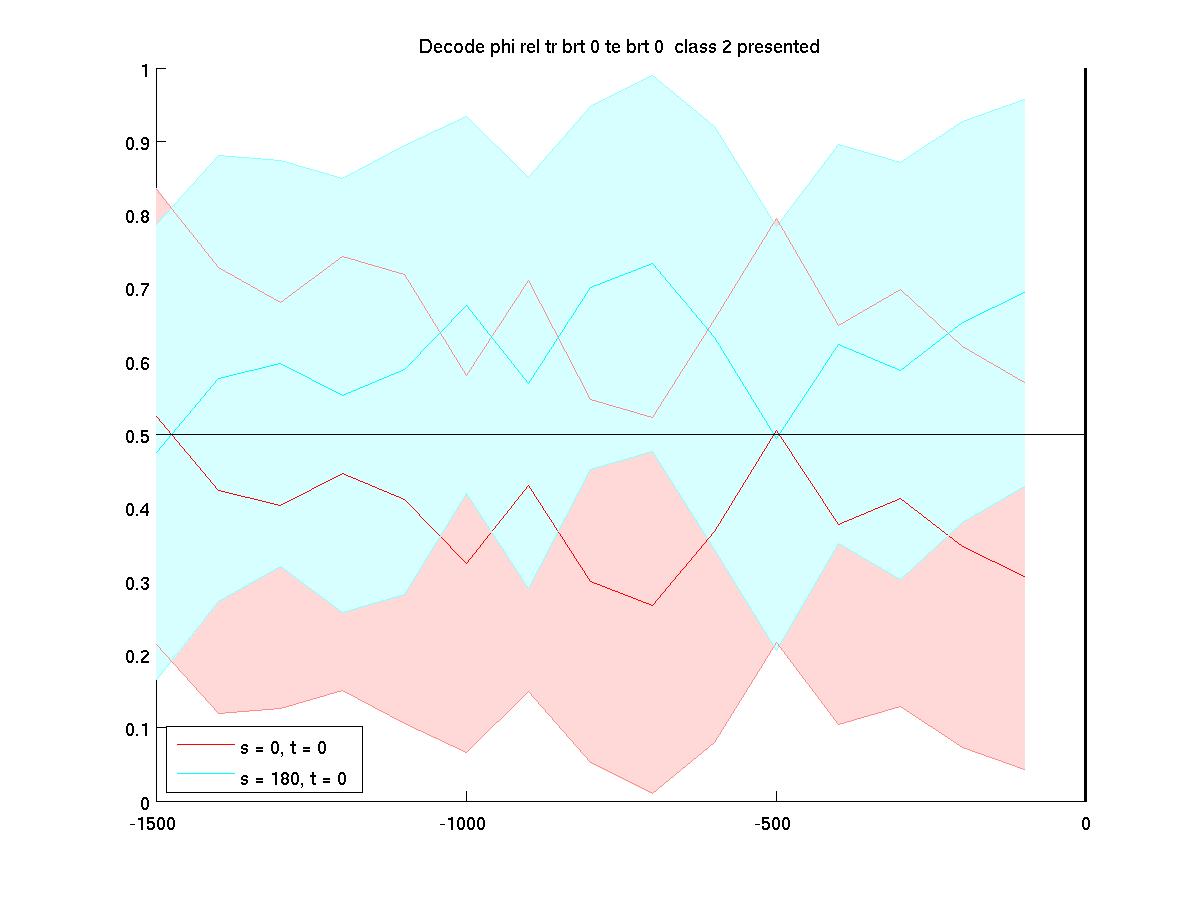 Decode phi rel tr brt 0 te brt 0  class 2 presented
1
0.9
0.8
0.7
0.6
0.5
0.4
0.3
0.2
0.1
0
s = 0, t = 0
s = 180, t = 0
-1500 -1000 -500 0